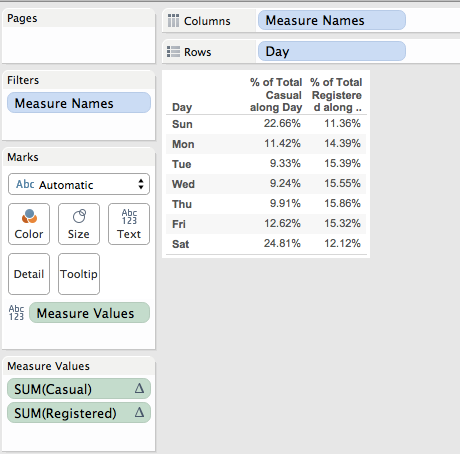 Pages
Columns Measure Names
Rows Day
Filters
Measure Names
Marks
Abc Automatic
Color Size Abc 123 Text
Detail Tooltip
Abc 123 Measure Values
Measure Values
SUM(Casual) Δ
SUM(Registered) Δ
% of Total % of Total
Casual Registere
Day along Day d along ..
Sun 22.66% 11.36%
Mon 11.42% 14.39%
Tue 9.33% 15.39%
Wed 9.24% 15.55%
Thu 9.91% 15.86%
Fri 12.62% 15.32%
Sat 24.81% 12.12%